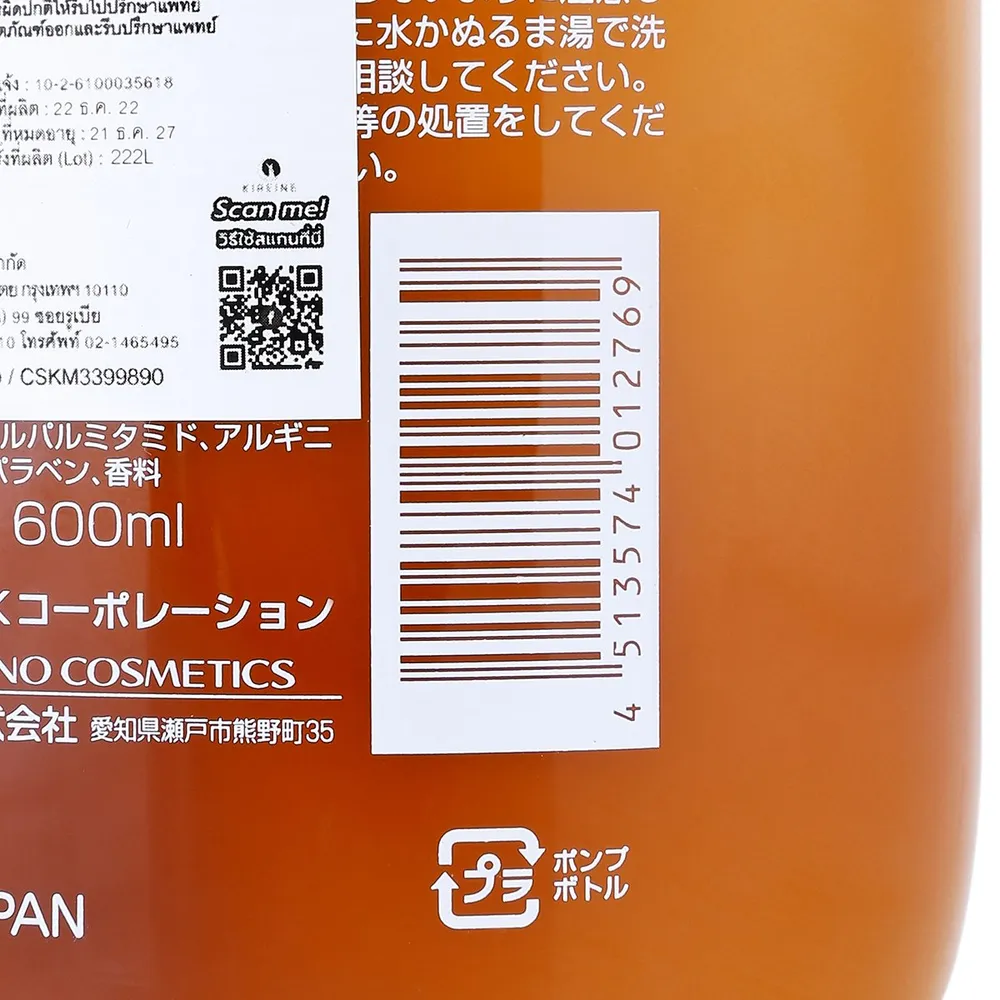 ผิดปกติให้รีบไปปรึกษาแพทย์
ตภัณฑ์ออกและรีบปรึกษาแพทย์
แจ้ง : 10-2-6100035618
ที่ผลิต : 22 ธ.ค. 22
ที่หมดอายุ : 21 ธ.ค. 27
รั้งที่ผลิต (Lot) : 222L
KIREINE
Scan me!
วิธีใช้สแกนที่นี่
ากัด
ตย กรุงเทพฯ 10110
) 99 ซอยรูเบีย
10 โทรศัพท์ 02-1465495
/ CSKM3399890
に水かぬるま湯で洗
相談してください。
等の処置をしてくだ
い。
ルパルミタミド、アルギニ
パラベン、香料
600ml
Kコーポレーション
NO COSMETICS
式会社 愛知県瀬戸市熊野町35
PAN
4 513574 012769
プラ
ポンプ
ボトル